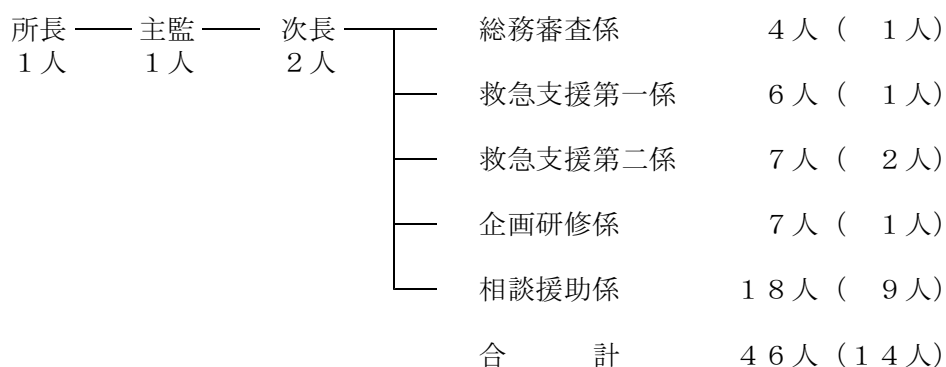 所長 主監 次長 総務審査係 4人( 1人)
1人 1人 2人
救急支援第一係 6人( 1人)
救急支援第二係 7人( 2人)
企画研修係 7人( 1人)
相談援助係 18人( 9人)
合 計 46人(14人)